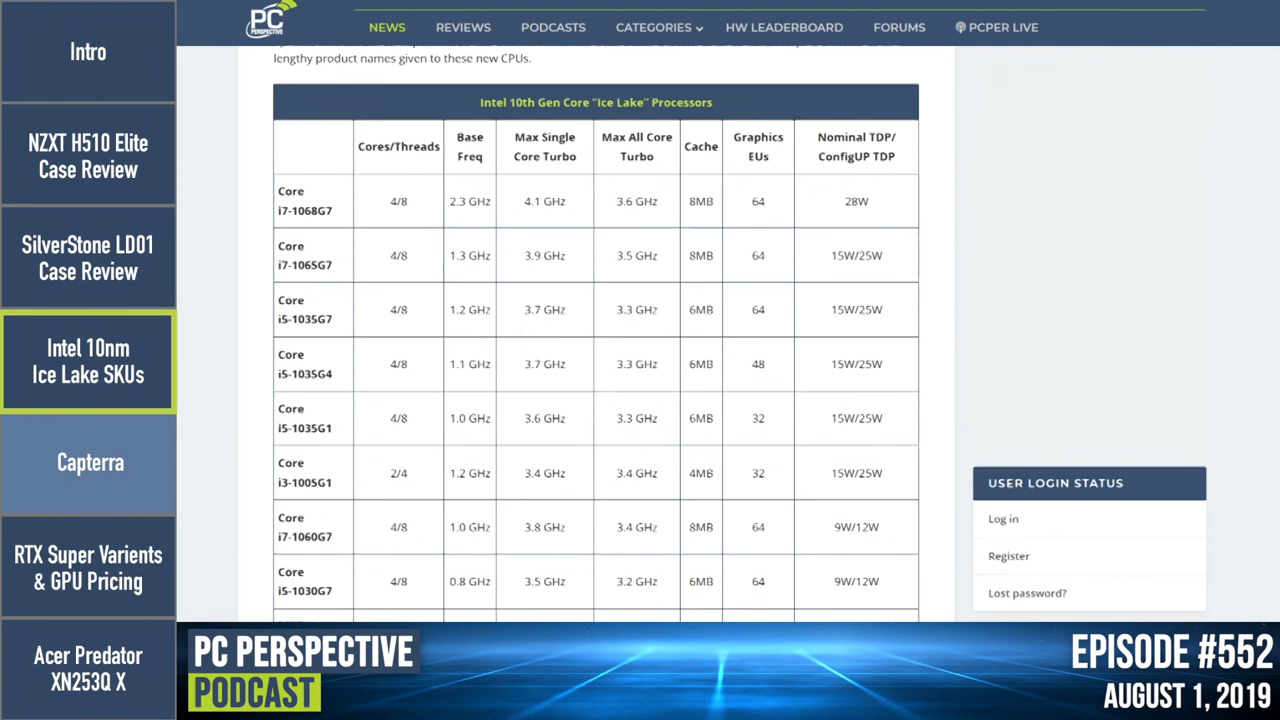 Intro
NZXT H510 Elite
Case Review
SilverStone LD01
Case Review
Intel 10nm
Ice Lake SKUs
Capterra
RTX Super Varients
& GPU Pricing
Acer Predator
XN253Q X
PC
PERSPECTIVE
NEWS REVIEWS PODCASTS CATEGORIES HW LEADERBOARD FORUMS PCPER LIVE
lengthy product names given to these new CPUs.
Intel 10th Gen Core "Ice Lake" Processors
Cores/Threads Base Freq Max Single Core Turbo Max All Core Turbo Cache Graphics EUs Nominal TDP/ ConfigUP TDP
Core i7-1068G7 4/8 2.3 GHz 4.1 GHz 3.6 GHz 8MB 64 28W
Core i7-1065G7 4/8 1.3 GHz 3.9 GHz 3.5 GHz 8MB 64 15W/25W
Core i5-1035G7 4/8 1.2 GHz 3.7 GHz 3.3 GHz 6MB 64 15W/25W
Core i5-1035G4 4/8 1.1 GHz 3.7 GHz 3.3 GHz 6MB 48 15W/25W
Core i5-1035G1 4/8 1.0 GHz 3.6 GHz 3.3 GHz 6MB 32 15W/25W
Core i3-1005G1 2/4 1.2 GHz 3.4 GHz 3.4 GHz 4MB 32 15W/25W
Core i7-1060G7 4/8 1.0 GHz 3.8 GHz 3.4 GHz 8MB 64 9W/12W
Core i5-1030G7 4/8 0.8 GHz 3.5 GHz 3.2 GHz 6MB 64 9W/12W
USER LOGIN STATUS
Log in
Register
Lost password?
PC PERSPECTIVE
PODCAST
EPISODE #552
AUGUST 1, 2019